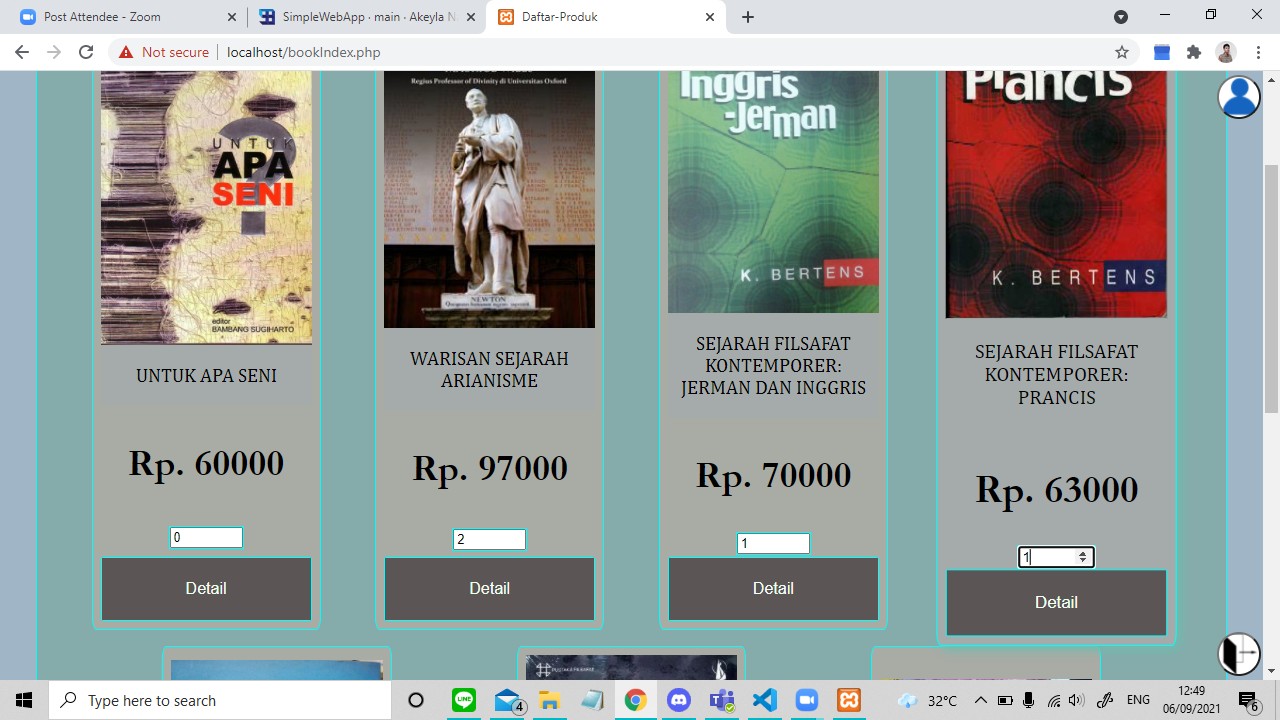 Post Attendee - Zoom
SimpleWebApp · main · Akeyla N
Daftar-Produk
Not secure
localhost/bookIndex.php
Regius Professor of Divinity di Universitas Oxford
UNTUK
APA
SENI
?
editor
BAMBANG SUGIHARTO
NEWTON
Inggris
-Jerman
K. BERTENS
Prancis
K. BERTENS
UNTUK APA SENI
Rp. 60000
0
Detail
WARISAN SEJARAH
ARIANISME
Rp. 97000
2
Detail
SEJARAH FILSAFAT
KONTEMPORER:
JERMAN DAN INGGRIS
Rp. 70000
1
Detail
SEJARAH FILSAFAT
KONTEMPORER:
PRANCIS
Rp. 63000
1
Detail
PUSTAKA FILSAFAT
Type here to search
LINE
4
32°C
ENG
12:49
06/09/2021
6